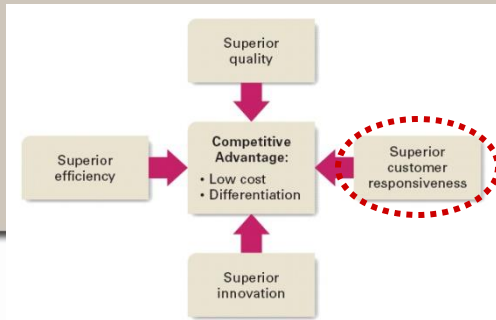 Superior
quality
Superior
efficiency
Competitive
Advantage:
• Low cost
• Differentiation
Superior
customer
responsiveness
Superior
innovation